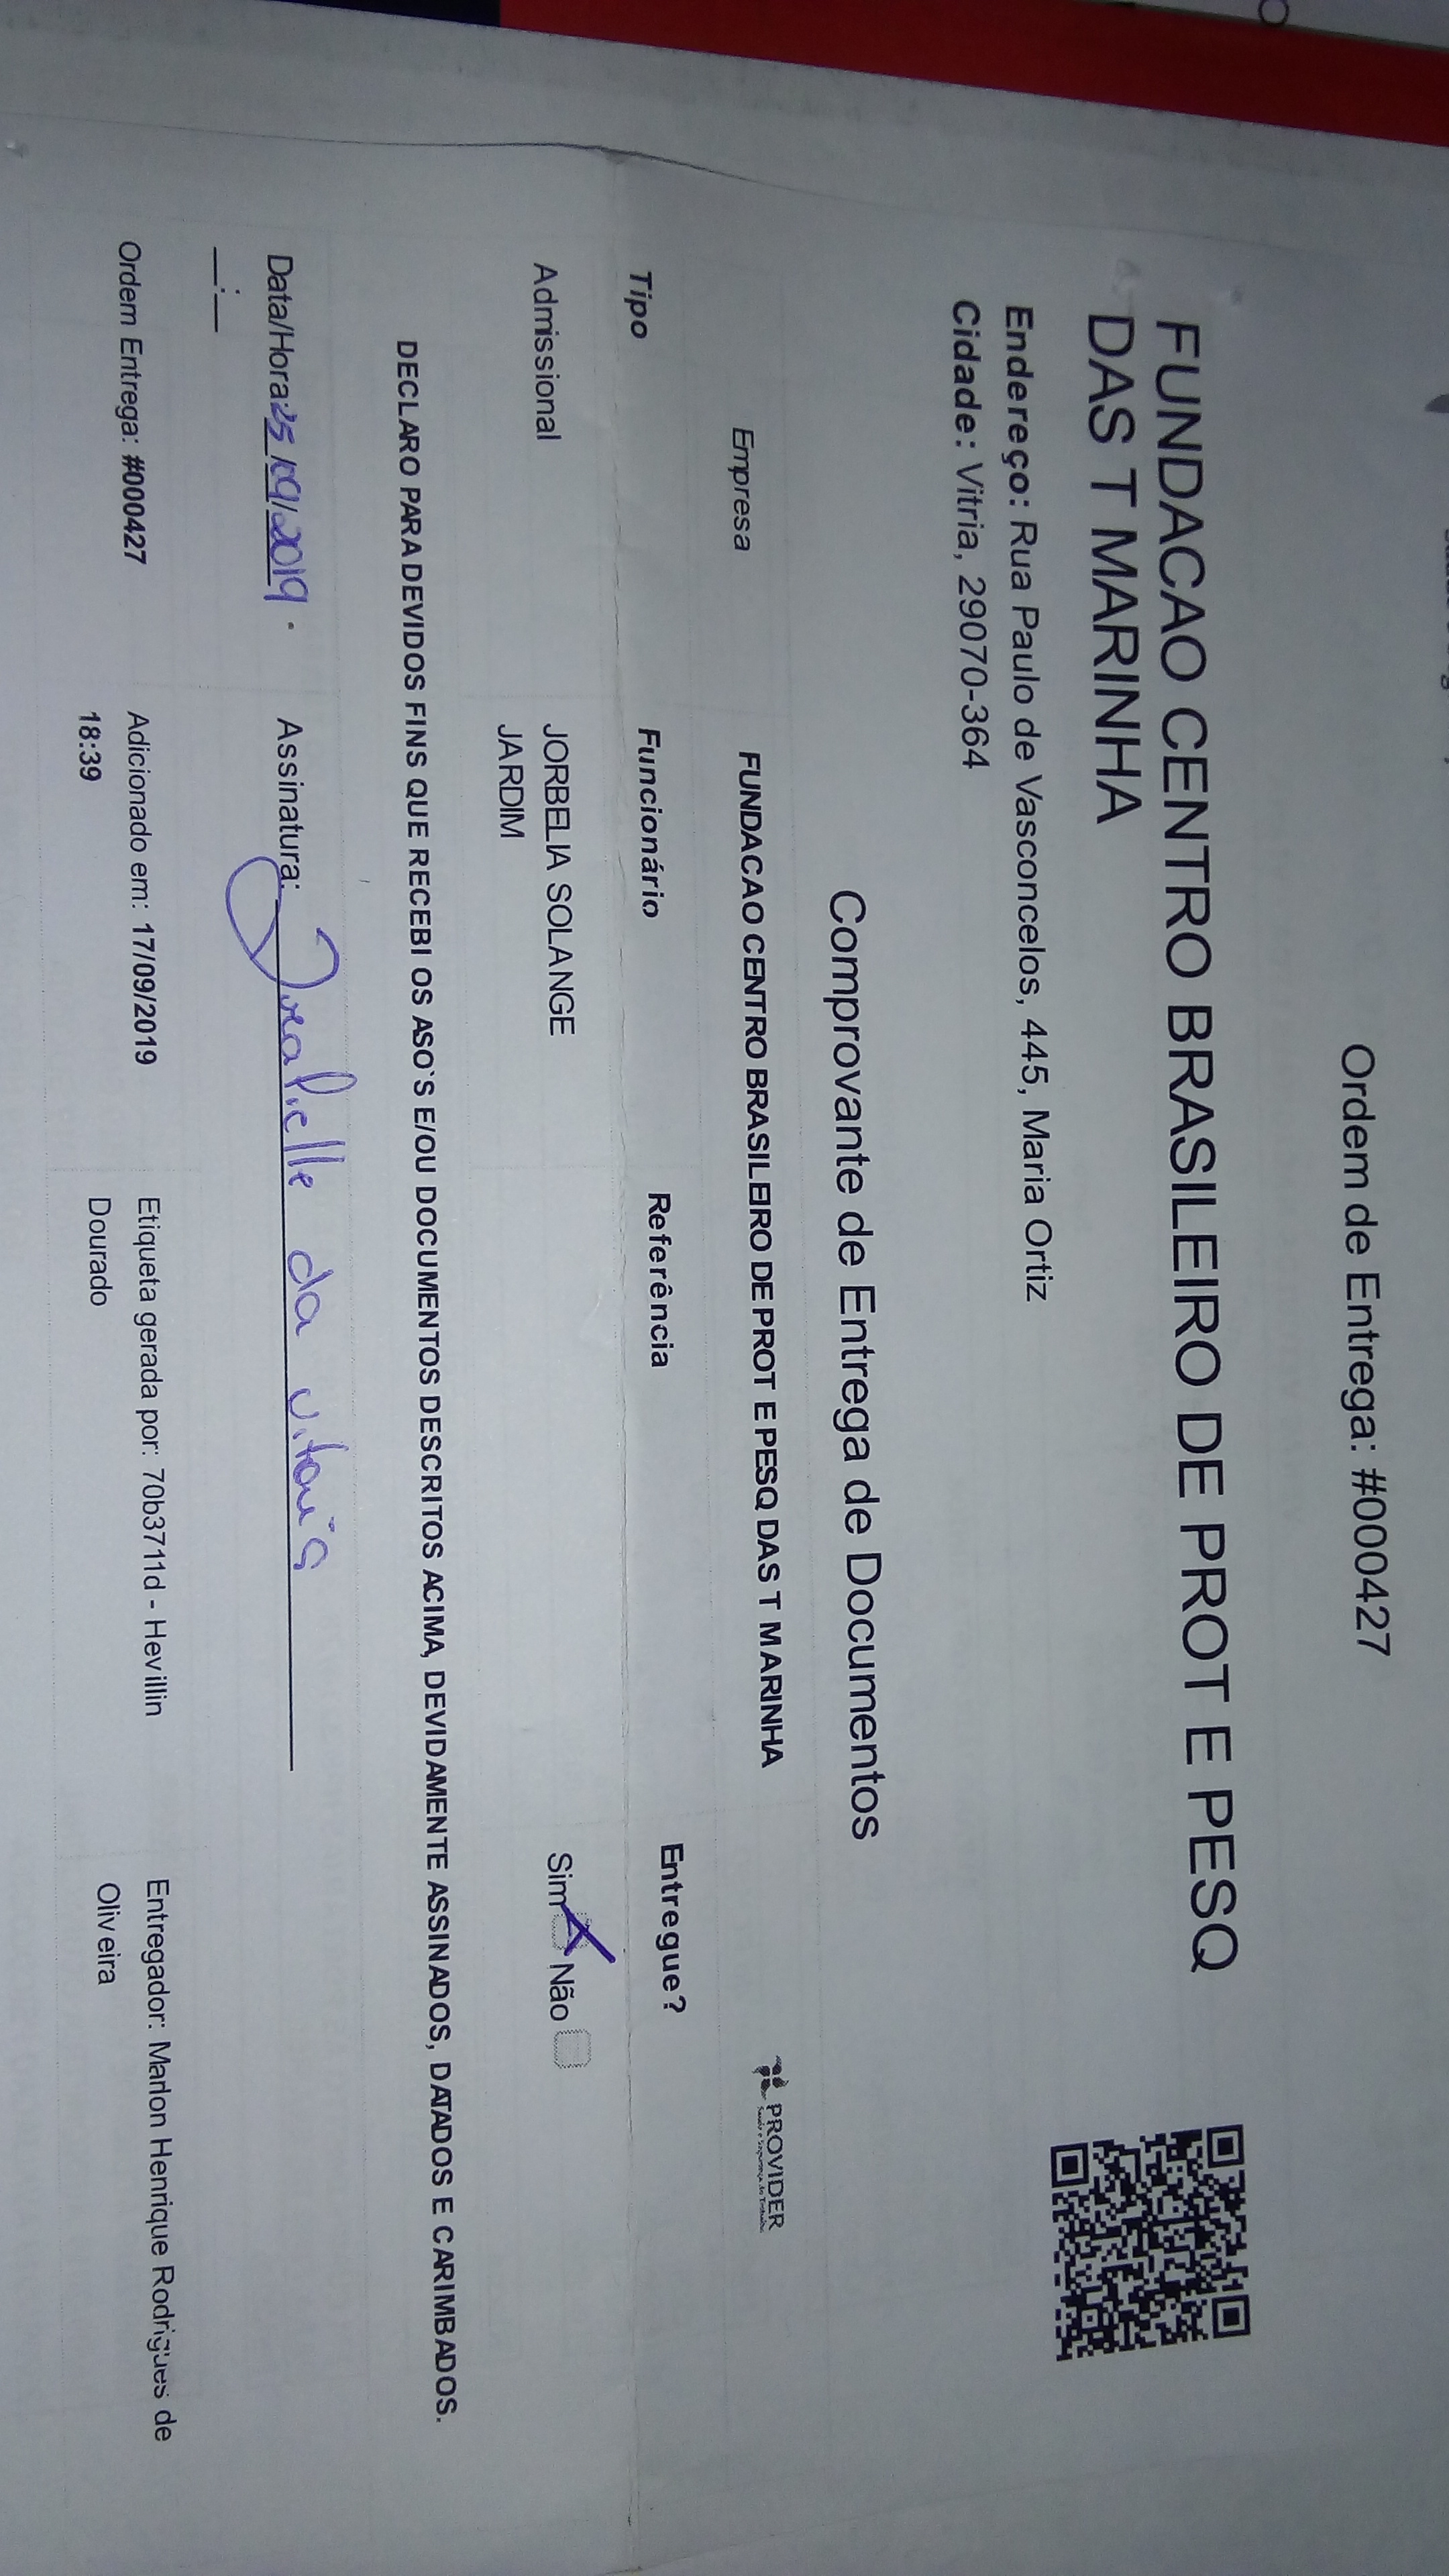 Ordem de Entrega: #000427
FUNDACAO CENTRO BRASILEIRO DE PROT E PESQ
DAS T MARINHA
Endereço: Rua Paulo de Vasconcelos, 445, Maria Ortiz
Cidade: Vitria, 29070-364
Comprovante de Entrega de Documentos
Empresa FUNDACAO CENTRO BRASILEIRO DE PROT E PESQ DAS T MARINHA PROVIDER
Tipo Funcionário Referência Entregue?
Admissional JORBELIA SOLANGE Sim Não
JARDIM
DECLARO PARA DEVIDOS FINS QUE RECEBI OS ASO`S E/OU DOCUMENTOS DESCRITOS ACIMA, DEVIDAMENTE ASSINADOS, DATADOS E CARIMBADOS.
Data/Hora: 25/09/2019 Assinatura: da
__:__
Ordem Entrega: #000427 Adicionado em: 17/09/2019 Etiqueta gerada por: 70b3711d - Hevillin Entregador: Marlon Henrique Rodrigues de
18:39 Dourado Oliveira